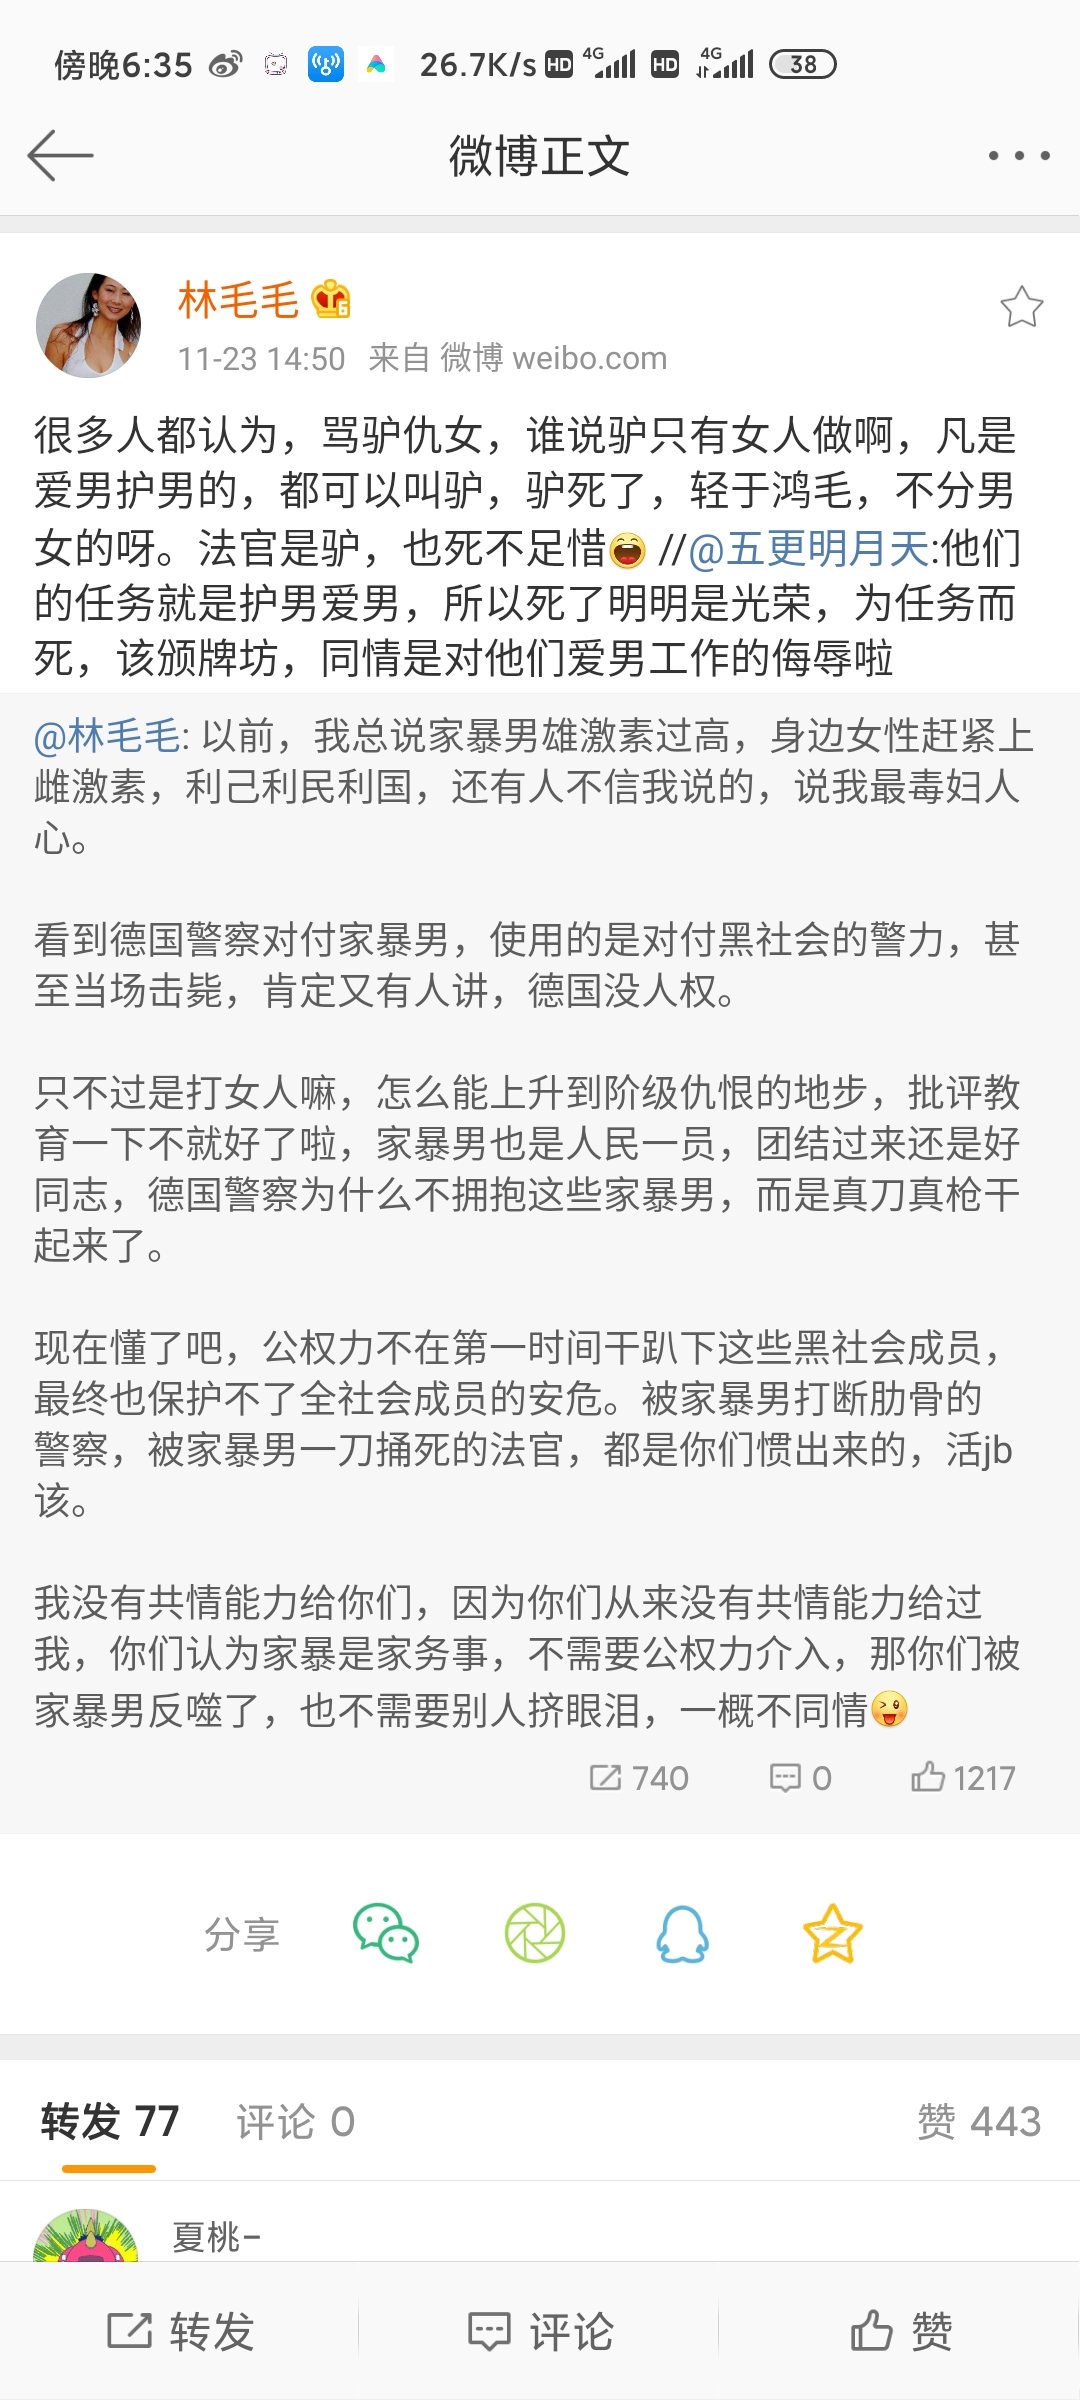 傍晚6:35 26.7K/s HD 4G HD 4G 38
微博正文
林毛毛 6
11-23 14:50 来自 微博 weibo.com
很多人都认为，骂驴仇女，谁说驴只有女人做啊，凡是
爱男护男的，都可以叫驴，驴死了，轻于鸿毛，不分男
女的呀。法官是驴，也死不足惜 //@五更明月天:他们
的任务就是护男爱男，所以死了明明是光荣，为任务而
死，该颁牌坊，同情是对他们爱男工作的侮辱啦
@林毛毛: 以前，我总说家暴男雄激素过高，身边女性赶紧上
雌激素，利己利民利国，还有人不信我说的，说我最毒妇人
心。
看到德国警察对付家暴男，使用的是对付黑社会的警力，甚
至当场击毙，肯定又有人讲，德国没人权。
只不过是打女人嘛，怎么能上升到阶级仇恨的地步，批评教
育一下不就好了啦，家暴男也是人民一员，团结过来还是好
同志，德国警察为什么不拥抱这些家暴男，而是真刀真枪干
起来了。
现在懂了吧，公权力不在第一时间干趴下这些黑社会成员，
最终也保护不了全社会成员的安危。被家暴男打断肋骨的
警察，被家暴男一刀捅死的法官，都是你们惯出来的，活jb
该。
我没有共情能力给你们，因为你们从来没有共情能力给过
我，你们认为家暴是家务事，不需要公权力介入，那你们被
家暴男反噬了，也不需要别人挤眼泪，一概不同情
740 0 1217
分享
转发 77 评论 0 赞 443
夏桃-
转发 评论 赞